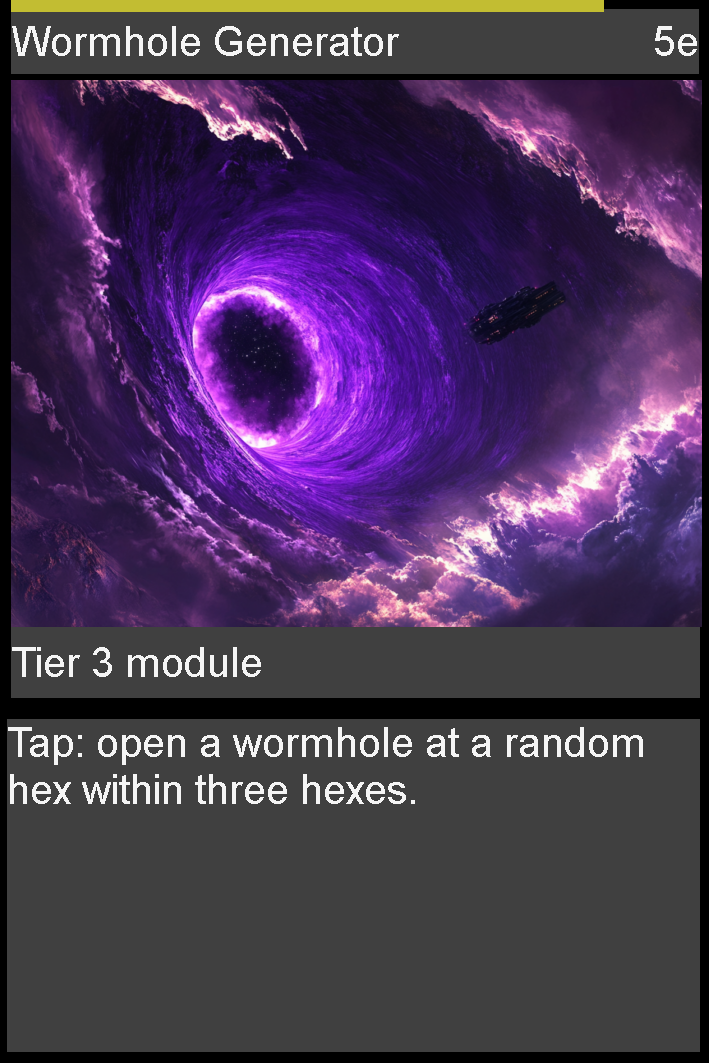 Wormhole Generator 5e
Tier 3 module
Tap: open a wormhole at a random
hex within three hexes.